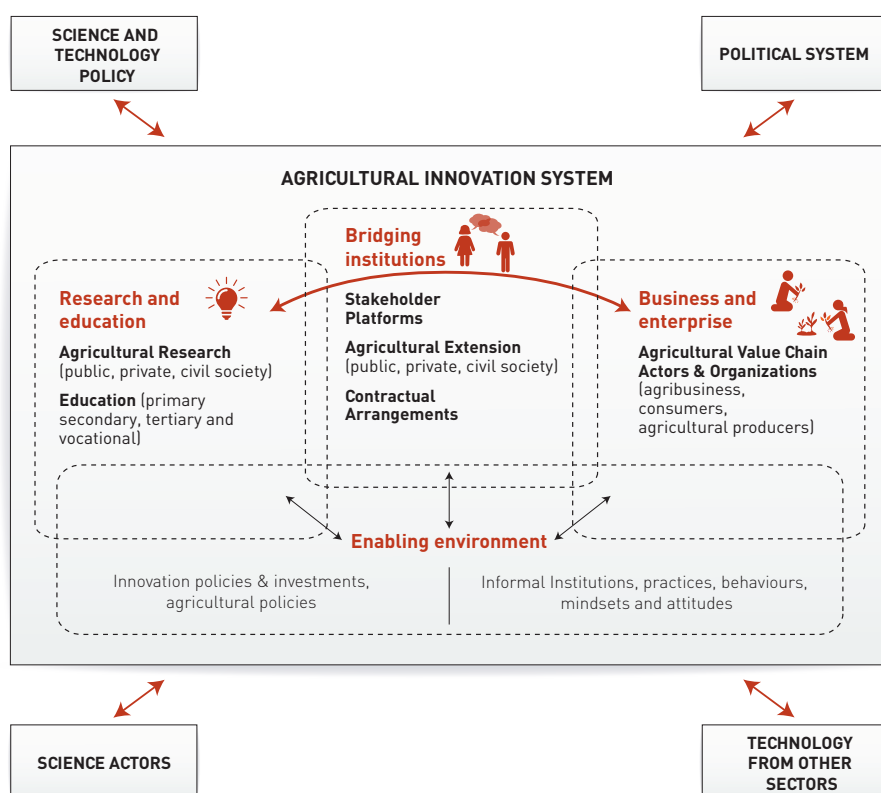 SCIENCE AND
TECHNOLOGY
POLICY
POLITICAL SYSTEM
AGRICULTURAL INNOVATION SYSTEM
Bridging
institutions
Research and
education
Agricultural Research
(public, private, civil society)
Education (primary
secondary, tertiary and
vocational)
Stakeholder
Platforms
Agricultural Extension
(public, private, civil society)
Contractual
Arrangements
Business and
enterprise
Agricultural Value Chain
Actors & Organizations
(agribusiness,
consumers,
agricultural producers)
Enabling environment
Innovation policies & investments,
agricultural policies
Informal Institutions, practices, behaviours,
mindsets and attitudes
SCIENCE ACTORS
TECHNOLOGY
FROM OTHER
SECTORS